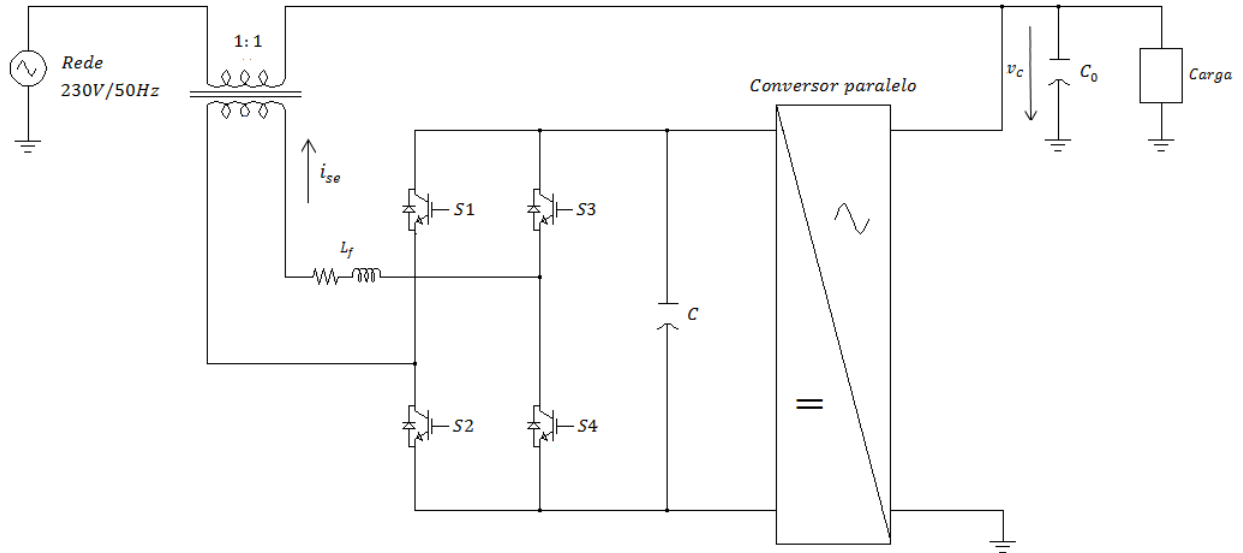 1:1
Rede
230V/50Hz
v_c
C_0
Carga
Conversor paralelo
i_se
S1
S3
L_f
C
S2
S4